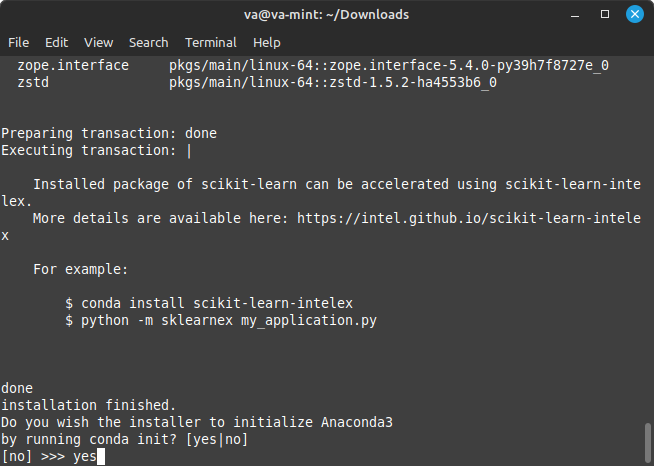 va@va-mint: ~/Downloads
File Edit View Search Terminal Help
zope.interface     pkgs/main/linux-64::zope.interface-5.4.0-py39h7f8727e_0
zstd               pkgs/main/linux-64::zstd-1.5.2-ha4553b6_0
Preparing transaction: done
Executing transaction: |
Installed package of scikit-learn can be accelerated using scikit-learn-inte
lex.
More details are available here: https://intel.github.io/scikit-learn-intele
x
For example:
$ conda install scikit-learn-intelex
$ python -m sklearnex my_application.py
done
installation finished.
Do you wish the installer to initialize Anaconda3
by running conda init? [yes|no]
[no] >>> yes